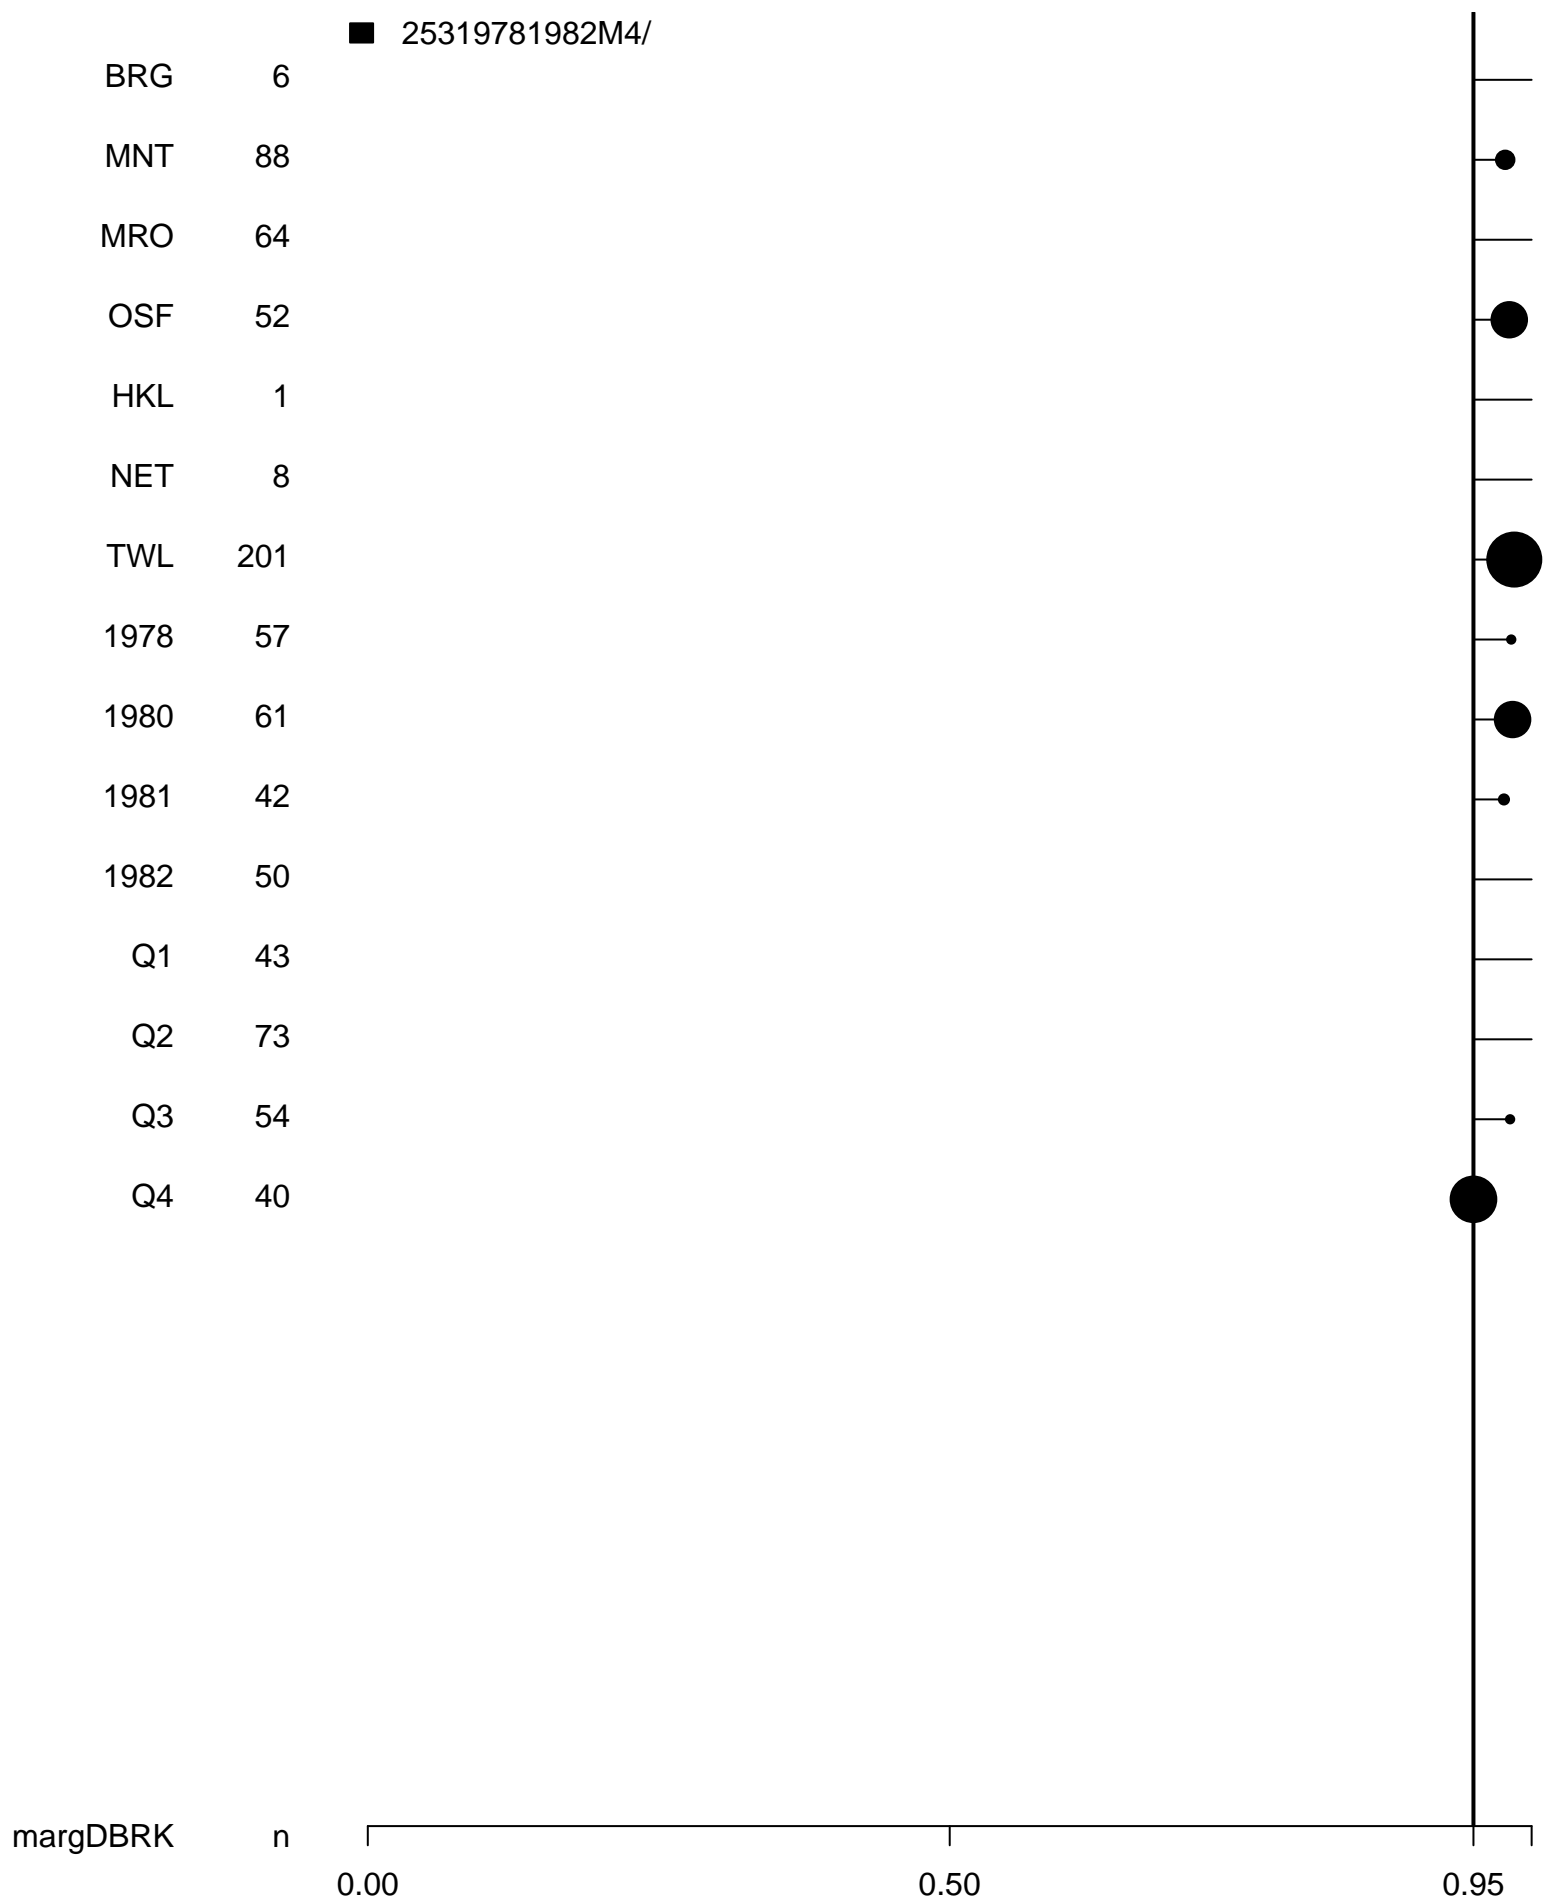 25319781982M4/
BRG 6
MNT 88
MRO 64
OSF 52
HKL 1
NET 8
TWL 201
1978 57
1980 61
1981 42
1982 50
Q1 43
Q2 73
Q3 54
Q4 40
margDBRK n
0.00 0.50 0.95